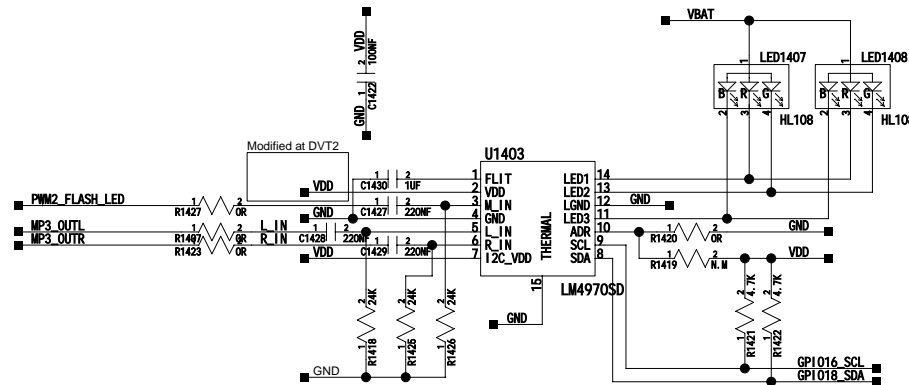 VBAT
LED1407
LED1408
1
1
B R G
B R G
2 3 4
2 3 4
HL108
HL108
VDD
2
100NF
1
C1422
GND
Modified at DVT2
U1403
1 FLIT
2 VDD
3 M_IN
4 GND
5 L_IN
6 R_IN
7 I2C_VDD
LED1 14
LED2 13
LGND 12
LED3 11
ADR 10
SCL 9
SDA 8
THERMAL
15
LM4970SD
GND
1 2
C1430 1UF
VDD
PWM2_FLASH_LED
1 2
R1427 0R
1 2
C1427 220NF
GND
MP3_OUTL
1 2
R1407 0R
L_IN
1 2
C1428 220NF
MP3_OUTR
1 2
R1423 0R
R_IN
1 2
C1429 220NF
VDD
2 24K
1 R1418
2 24K
1 R1425
2 24K
1 R1426
GND
GND
1 2
R1420 0R
GND
1 2
R1419 N.M
VDD
2 4.7K
1 R1421
2 4.7K
1 R1422
GPIO16_SCL
GPIO18_SDA